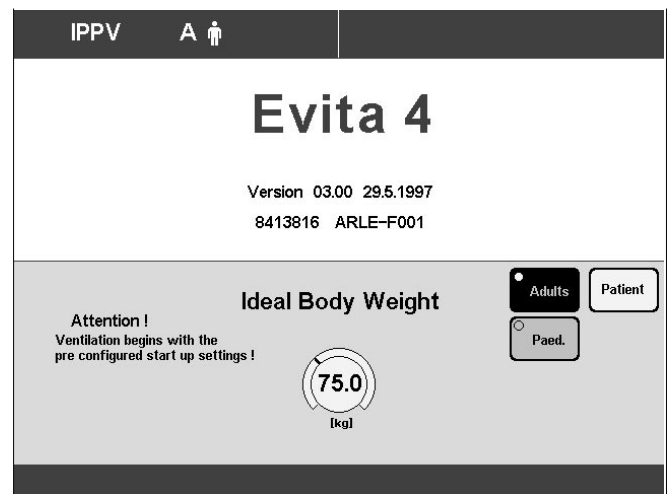 IPPV A
Evita 4
Version 03.00 29.5.1997
8413816 ARLE-F001
Ideal Body Weight
Attention !
Ventilation begins with the
pre configured start up settings !
75.0
[kg]
Adults
Patient
Paed.